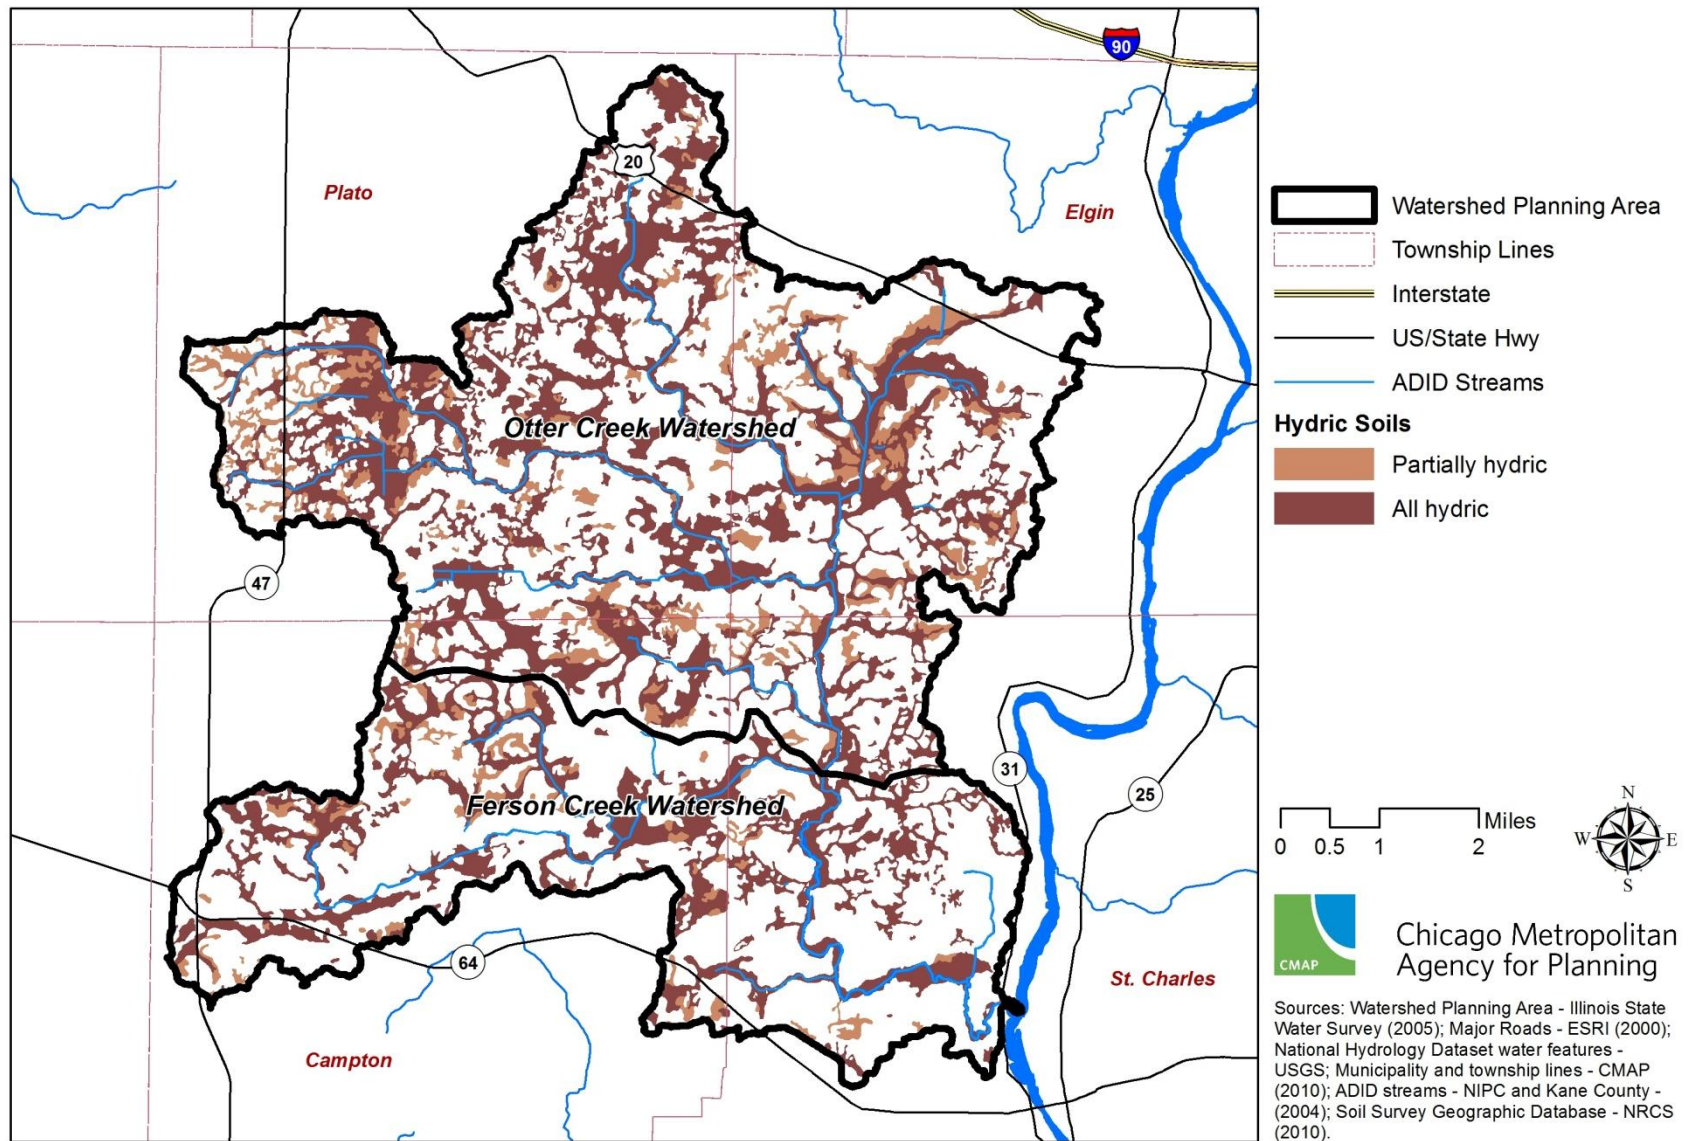 90
20
Plato
Elgin
Otter Creek Watershed
47
31
25
Ferson Creek Watershed
64
St. Charles
Campton
Watershed Planning Area
Township Lines
Interstate
US/State Hwy
ADID Streams
Hydric Soils
Partially hydric
All hydric
Miles
0 0.5 1 2
N
W E
S
CMAP
Chicago Metropolitan
Agency for Planning
Sources: Watershed Planning Area - Illinois State
Water Survey (2005); Major Roads - ESRI (2000);
National Hydrology Dataset water features -
USGS; Municipality and township lines - CMAP
(2010); ADID streams - NIPC and Kane County -
(2004); Soil Survey Geographic Database - NRCS
(2010).